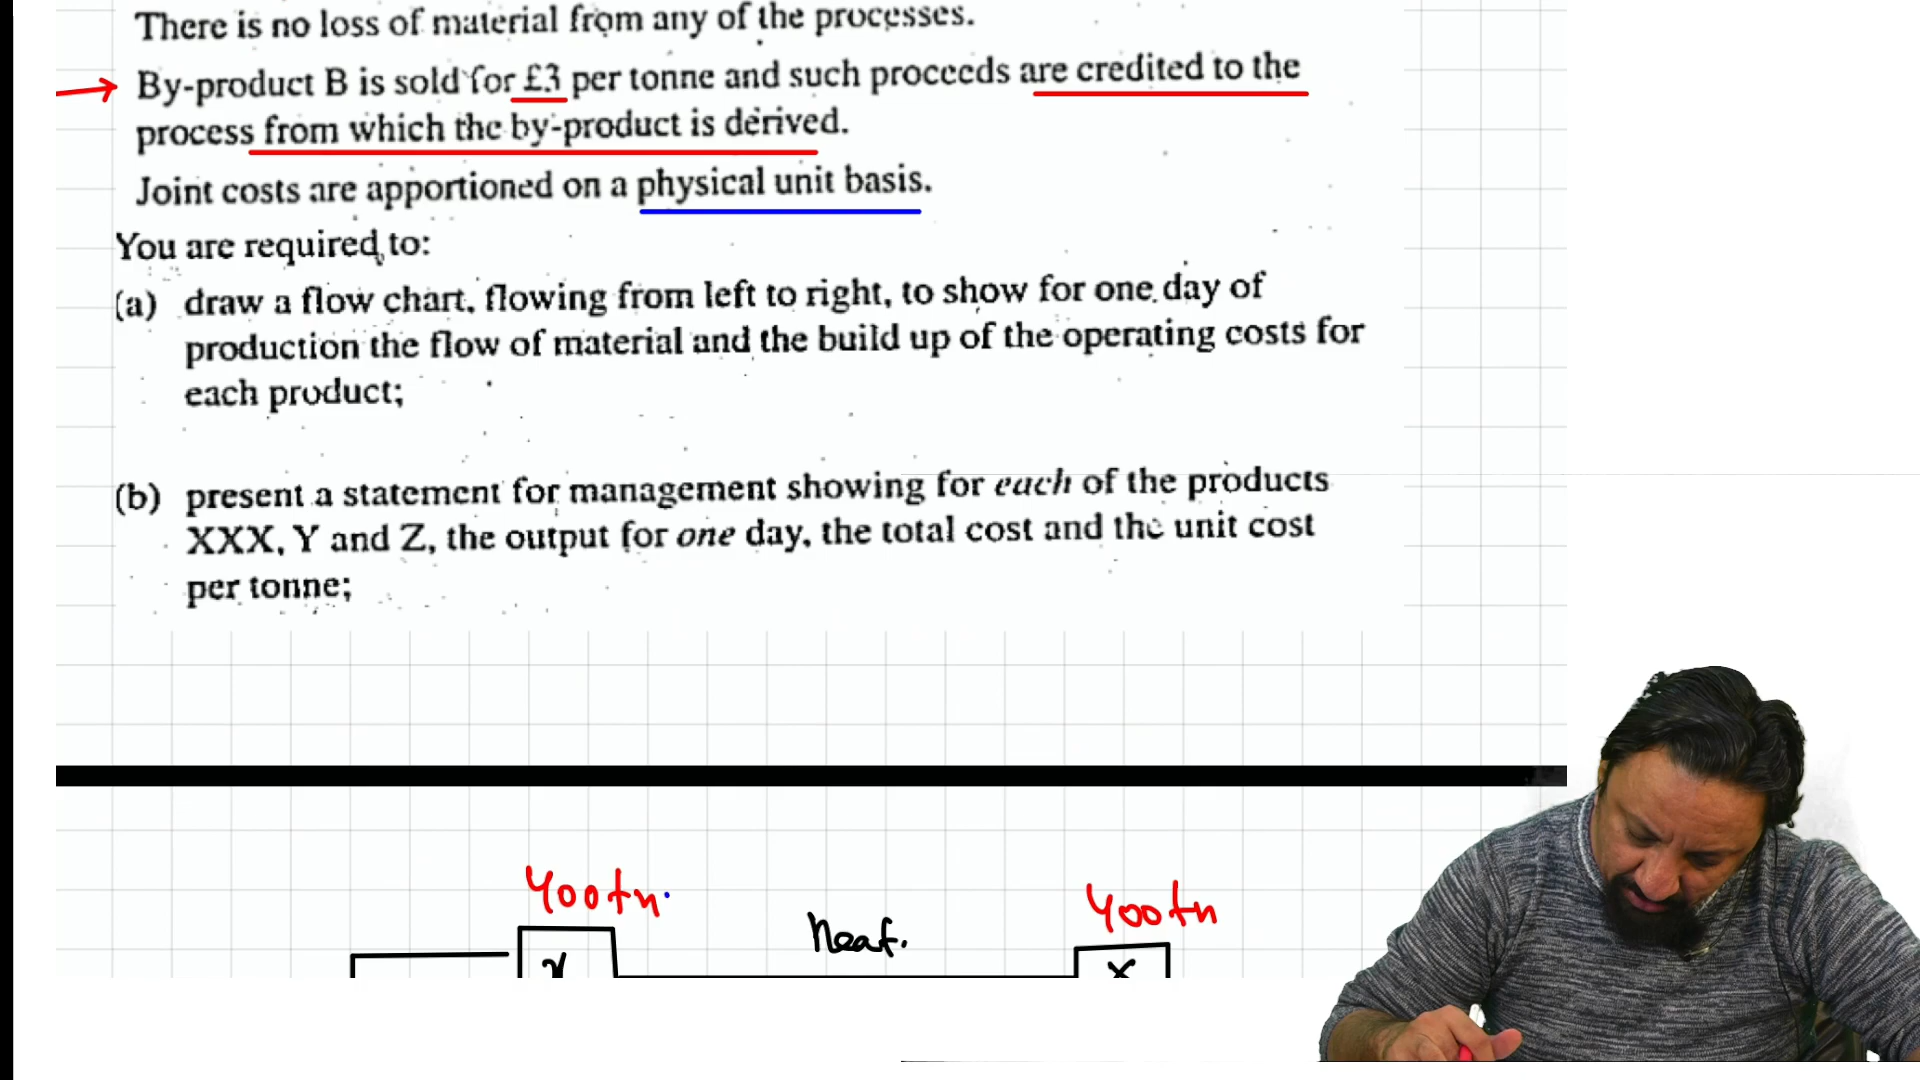 There is no loss of material from any of the processes.
By-product B is sold for £3 per tonne and such proceeds are credited to the
process from which the by-product is derived.
Joint costs are apportioned on a physical unit basis.
You are required to:
(a) draw a flow chart, flowing from left to right, to show for one day of
production the flow of material and the build up of the operating costs for
each product;
(b) present a statement for management showing for each of the products
XXX, Y and Z, the output for one day, the total cost and the unit cost
per tonne;
400tn.
400tn
heat.
X